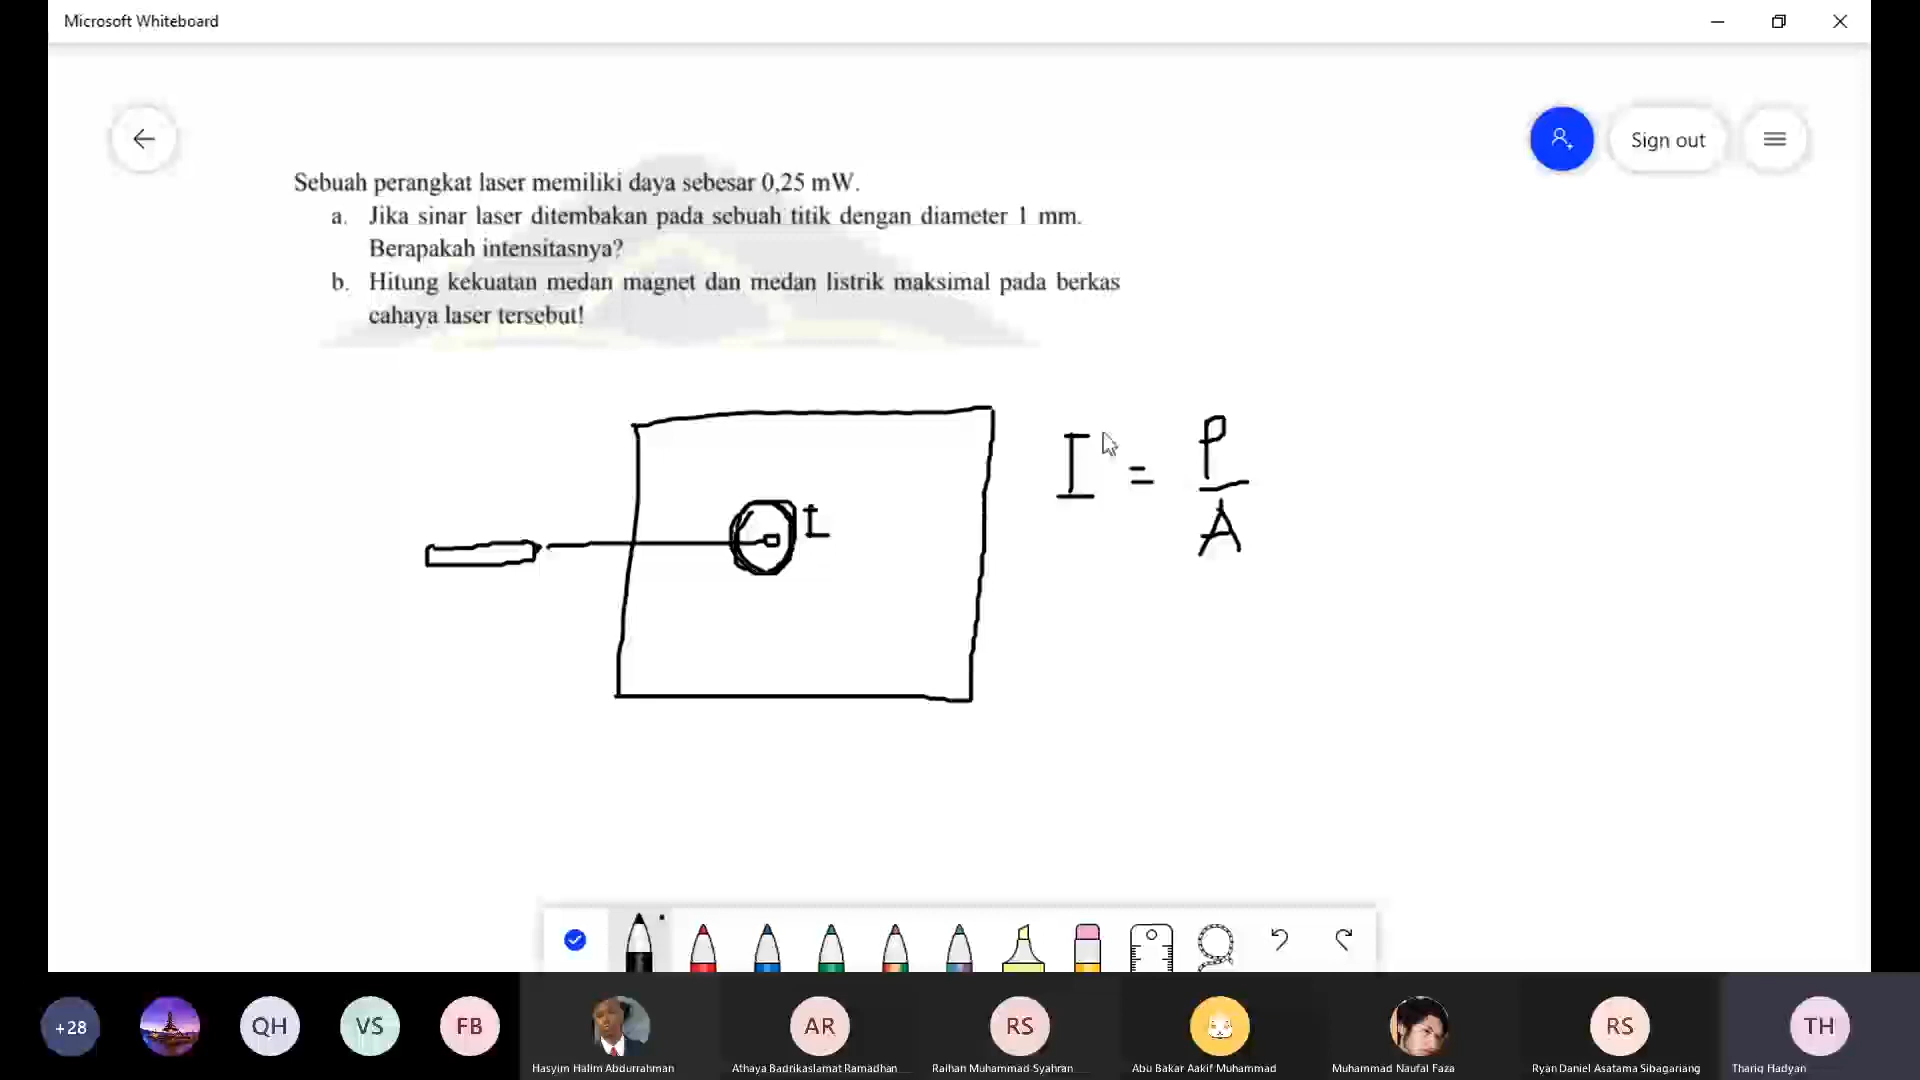 Microsoft Whiteboard
Sign out
Sebuah perangkat laser memiliki daya sebesar 0,25 mW.
a. Jika sinar laser ditembakan pada sebuah titik dengan diameter 1 mm.
Berapakah intensitasnya?
b. Hitung kekuatan medan magnet dan medan listrik maksimal pada berkas
cahaya laser tersebut!
I = P
A
I
+28
QH
VS
FB
AR
RS
RS
TH
Hasyim Halim Abdurrahman
Athaya Badrikaslamat Ramadhan
Raihan Muhammad Syahran
Abu Bakar Aakif Muhammad
Muhammad Naufal Faza
Ryan Daniel Asatama Sibagariang
Thariq Hadyan